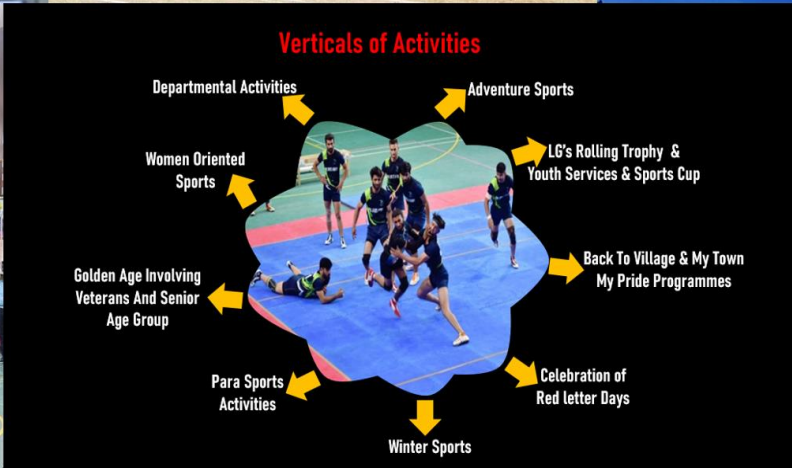 Verticals of Activities
Departmental Activities
Adventure Sports
Women Oriented
Sports
LG's Rolling Trophy &
Youth Services & Sports Cup
Golden Age Involving
Veterans And Senior
Age Group
Back To Village & My Town
My Pride Programmes
Para Sports
Activities
Celebration of
Red letter Days
Winter Sports